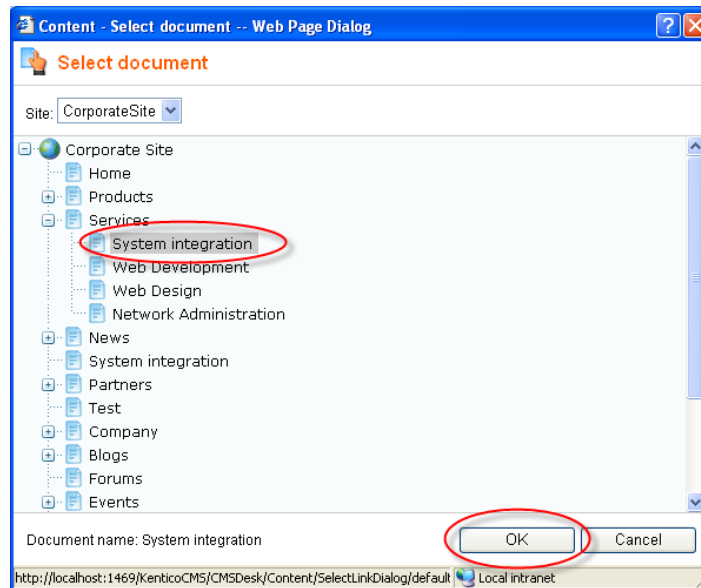 Content - Select document -- Web Page Dialog
Select document
Site: CorporateSite
Corporate Site
Home
Products
Services
System integration
Web Development
Web Design
Network Administration
News
System integration
Partners
Test
Company
Blogs
Forums
Events
Document name: System integration OK Cancel
http://localhost:1469/KenticoCMS/CMSDesk/Content/SelectLinkDialog/default Local intranet